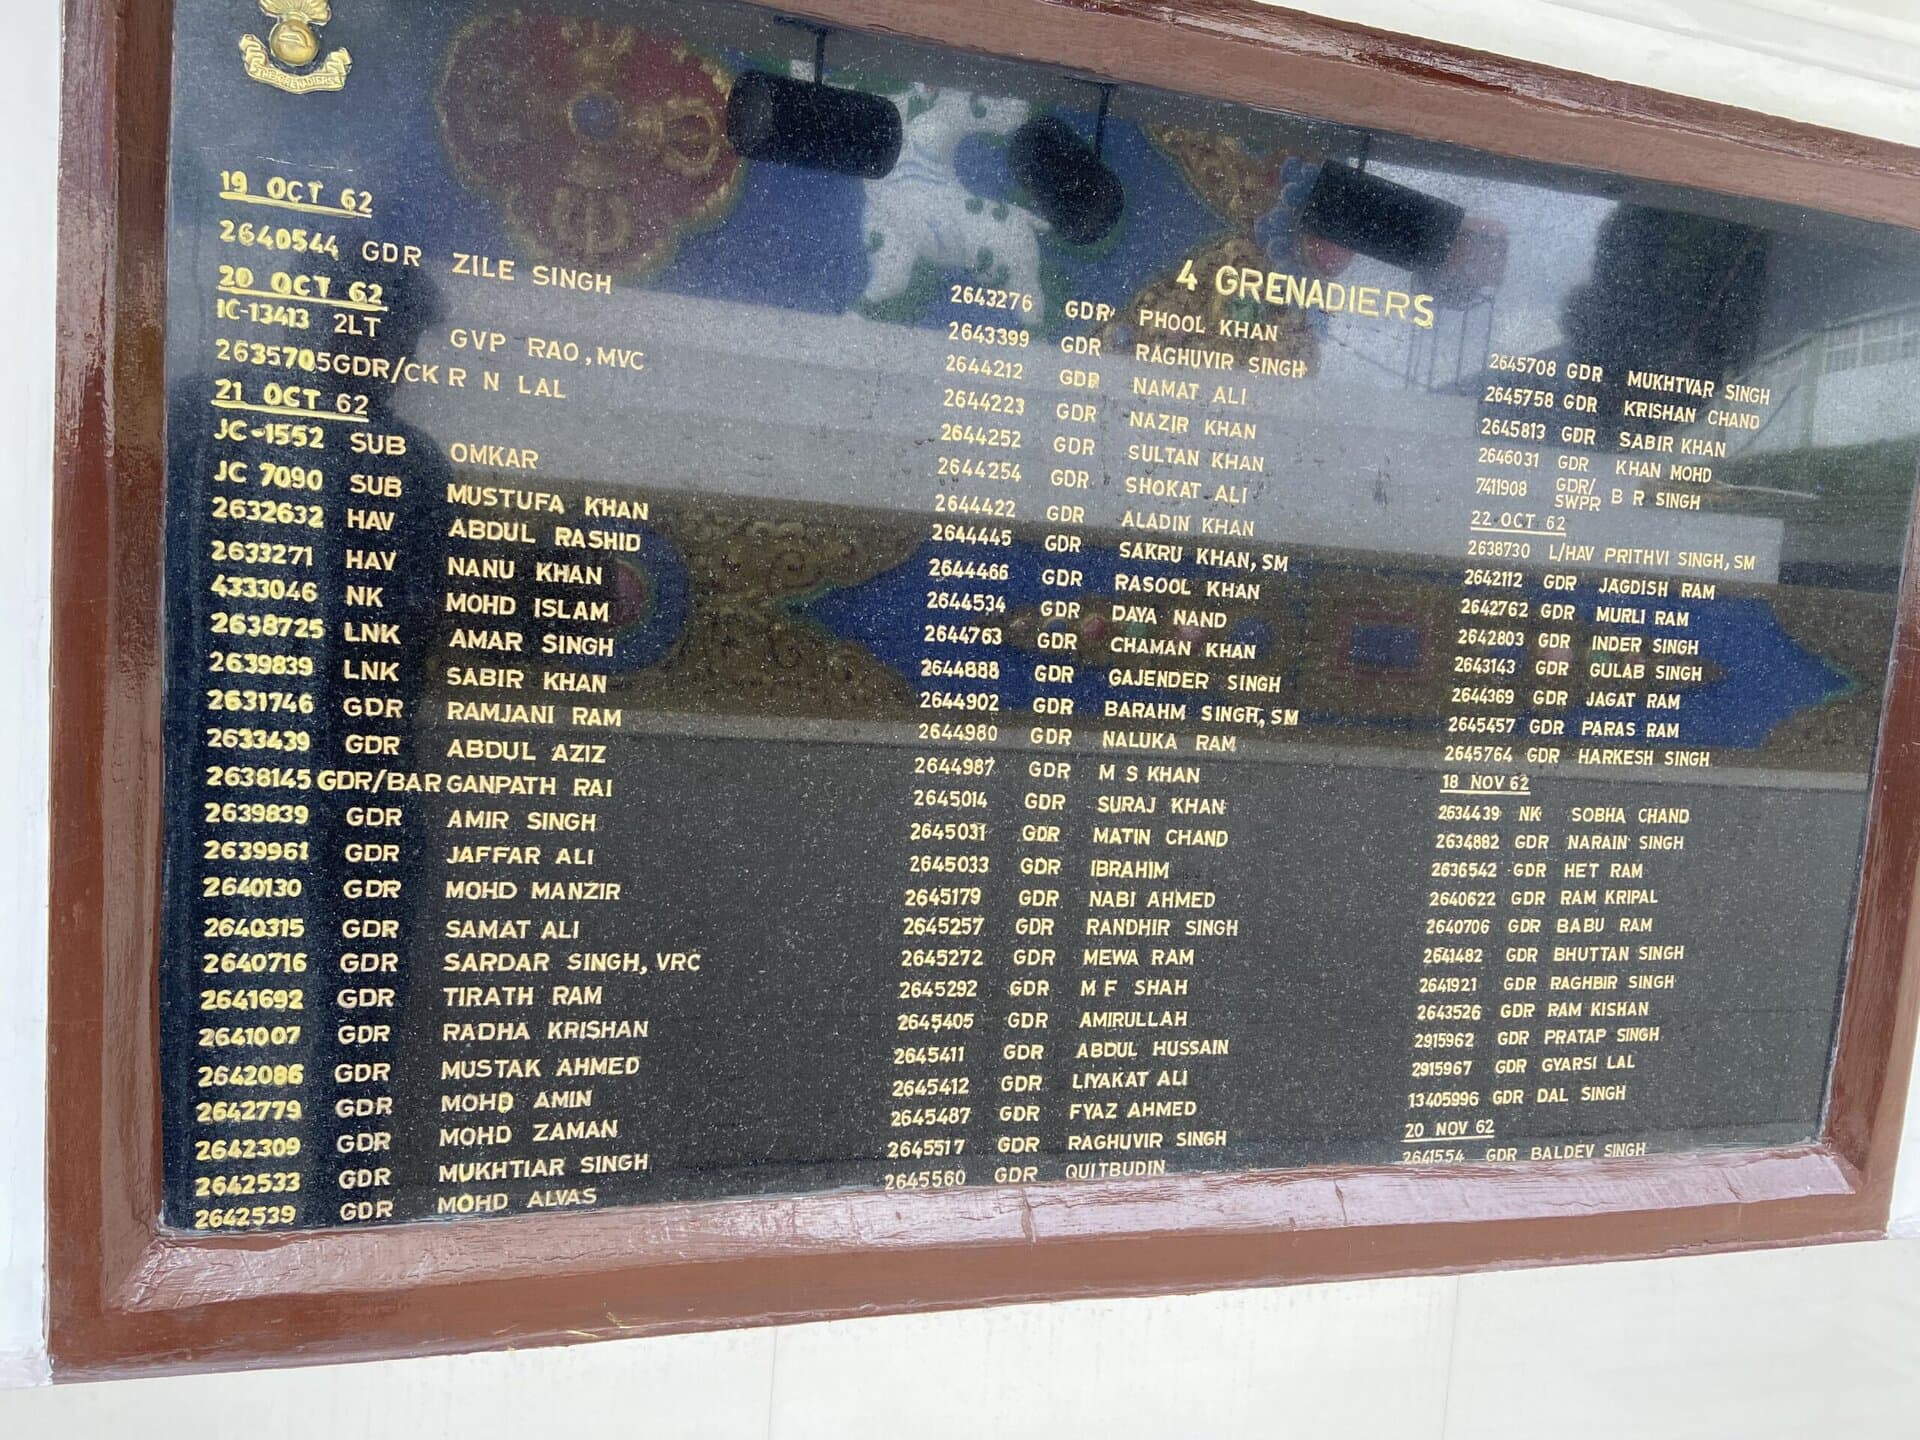 THE GRENADIERS
4 GRENADIERS
19 OCT 62
2640544 GDR ZILE SINGH
20 OCT 62
IC-13413 2LT GVP RAO, MVC
2635705 GDR/CK R N LAL
21 OCT 62
JC-1552 SUB OMKAR
JC 7090 SUB MUSTUFA KHAN
2632632 HAV ABDUL RASHID
2633271 HAV NANU KHAN
4333046 NK MOHD ISLAM
2638725 LNK AMAR SINGH
2639839 LNK SABIR KHAN
2631746 GDR RAMJANI RAM
2633439 GDR ABDUL AZIZ
2638145 GDR/BAR GANPATH RAI
2639839 GDR AMIR SINGH
2639961 GDR JAFFAR ALI
2640130 GDR MOHD MANZIR
2640315 GDR SAMAT ALI
2640716 GDR SARDAR SINGH, VRC
2641692 GDR TIRATH RAM
2641007 GDR RADHA KRISHAN
2642086 GDR MUSTAK AHMED
2642779 GDR MOHD AMIN
2642309 GDR MOHD ZAMAN
2642533 GDR MUKHTIAR SINGH
2642539 GDR MOHD ALVAS
2643276 GDR PHOOL KHAN
2643399 GDR RAGHUVIR SINGH
2644212 GDR NAMAT ALI
2644223 GDR NAZIR KHAN
2644252 GDR SULTAN KHAN
2644254 GDR SHOKAT ALI
2644422 GDR ALADIN KHAN
2644445 GDR SAKRU KHAN, SM
2644466 GDR RASOOL KHAN
2644534 GDR DAYA NAND
2644763 GDR CHAMAN KHAN
2644888 GDR GAJENDER SINGH
2644902 GDR BARAHM SINGH, SM
2644980 GDR NALUKA RAM
2644987 GDR M S KHAN
2645014 GDR SURAJ KHAN
2645031 GDR MATIN CHAND
2645033 GDR IBRAHIM
2645179 GDR NABI AHMED
2645257 GDR RANDHIR SINGH
2645272 GDR MEWA RAM
2645292 GDR M F SHAH
2645405 GDR AMIRULLAH
2645411 GDR ABDUL HUSSAIN
2645412 GDR LIYAKAT ALI
2645487 GDR FYAZ AHMED
2645517 GDR RAGHUVIR SINGH
2645560 GDR QUITBUDIN
2645708 GDR MUKHTVAR SINGH
2645758 GDR KRISHAN CHAND
2645813 GDR SABIR KHAN
2646031 GDR KHAN MOHD
7411908 GDR/ SWPR B R SINGH
22 OCT 62
2638730 L/HAV PRITHVI SINGH, SM
2642112 GDR JAGDISH RAM
2642762 GDR MURLI RAM
2642803 GDR INDER SINGH
2643143 GDR GULAB SINGH
2644369 GDR JAGAT RAM
2645457 GDR PARAS RAM
2645764 GDR HARKESH SINGH
18 NOV 62
2634439 NK SOBHA CHAND
2634882 GDR NARAIN SINGH
2636542 GDR HET RAM
2640622 GDR RAM KRIPAL
2640706 GDR BABU RAM
2641482 GDR BHUTTAN SINGH
2641921 GDR RAGHBIR SINGH
2643526 GDR RAM KISHAN
2915962 GDR PRATAP SINGH
2915967 GDR GYARSI LAL
13405996 GDR DAL SINGH
20 NOV 62
2641554 GDR BALDEV SINGH